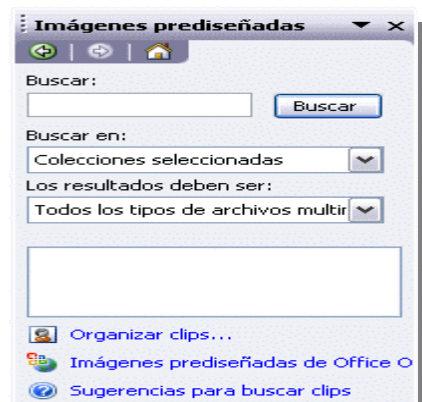 Imágenes prediseñadas
Buscar:
Buscar
Buscar en:
Colecciones seleccionadas
Los resultados deben ser:
Todos los tipos de archivos multir
Organizar clips...
Imágenes prediseñadas de Office O
Sugerencias para buscar clips